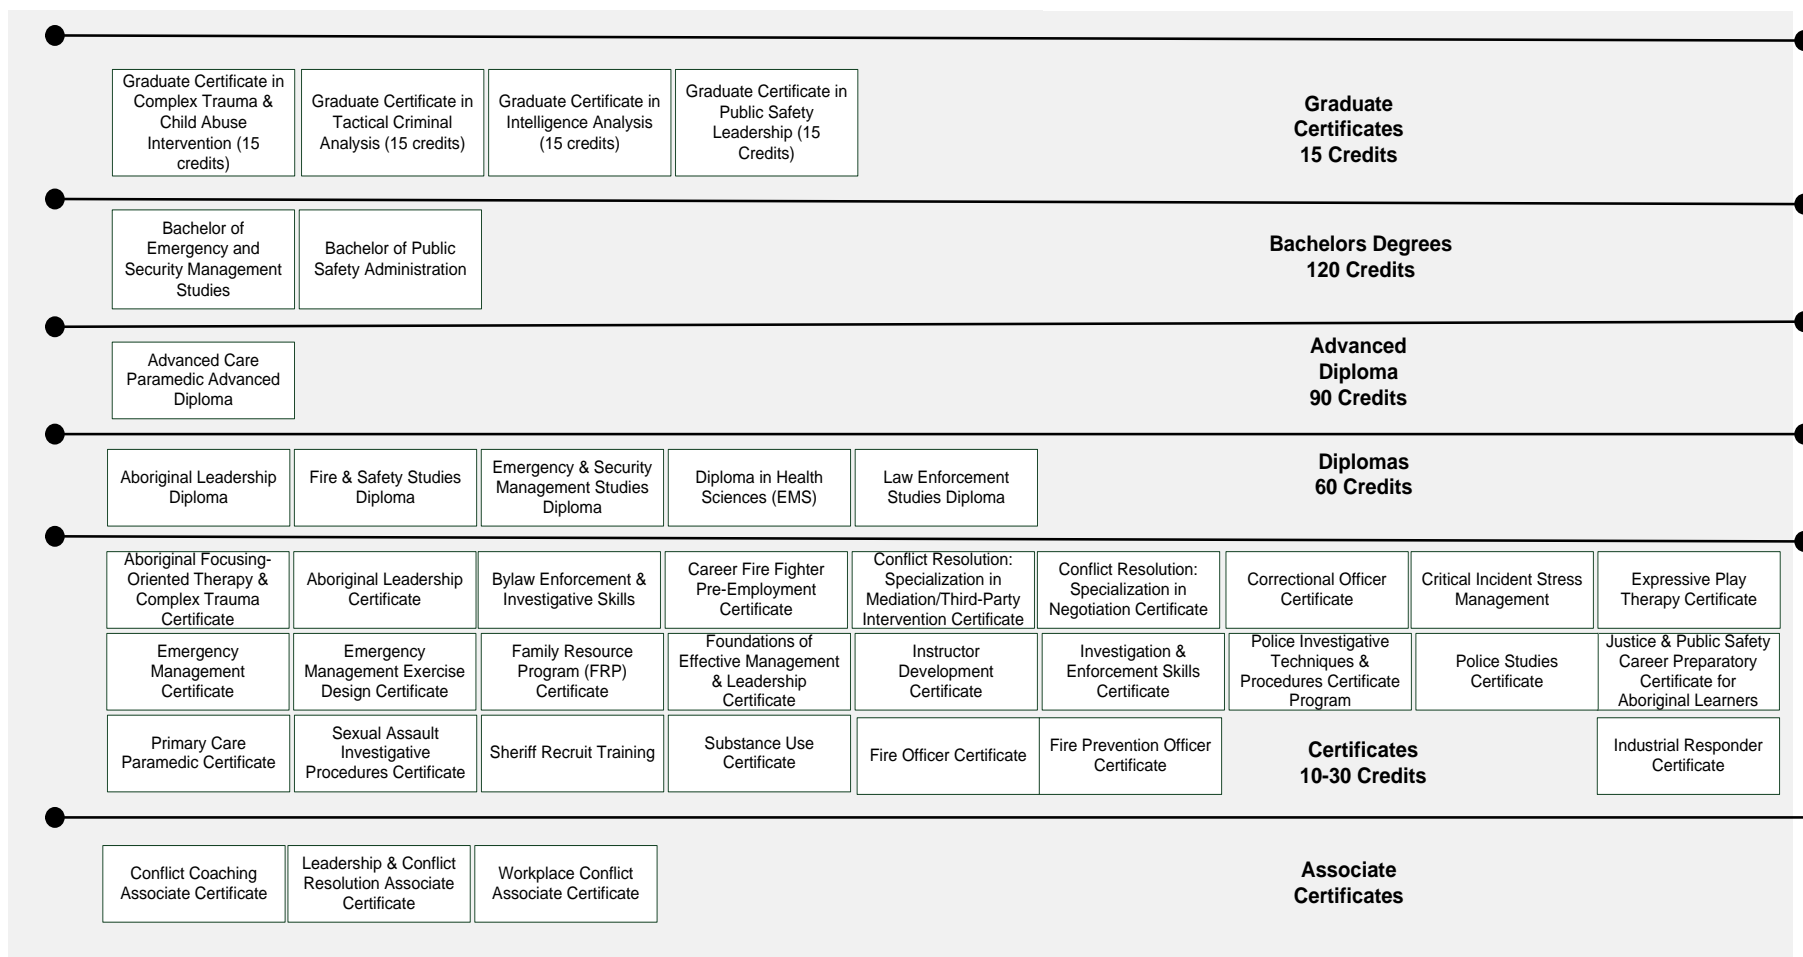 Graduate Certificate in
Complex Trauma &
Child Abuse
Intervention (15
credits)
Graduate Certificate in
Tactical Criminal
Analysis (15 credits)
Graduate Certificate in
Intelligence Analysis
(15 credits)
Graduate Certificate in
Public Safety
Leadership (15
Credits)
Graduate
Certificates
15 Credits
Bachelor of
Emergency and
Security Management
Studies
Bachelor of Public
Safety Administration
Bachelors Degrees
120 Credits
Advanced Care
Paramedic Advanced
Diploma
Advanced
Diploma
90 Credits
Aboriginal Leadership
Diploma
Fire & Safety Studies
Diploma
Emergency & Security
Management Studies
Diploma
Diploma in Health
Sciences (EMS)
Law Enforcement
Studies Diploma
Diplomas
60 Credits
Aboriginal Focusing-
Oriented Therapy &
Complex Trauma
Certificate
Aboriginal Leadership
Certificate
Bylaw Enforcement &
Investigative Skills
Career Fire Fighter
Pre-Employment
Certificate
Conflict Resolution:
Specialization in
Mediation/Third-Party
Intervention Certificate
Conflict Resolution:
Specialization in
Negotiation Certificate
Correctional Officer
Certificate
Critical Incident Stress
Management
Expressive Play
Therapy Certificate
Emergency
Management
Certificate
Emergency
Management Exercise
Design Certificate
Family Resource
Program (FRP)
Certificate
Foundations of
Effective Management
& Leadership
Certificate
Instructor
Development
Certificate
Investigation &
Enforcement Skills
Certificate
Police Investigative
Techniques &
Procedures Certificate
Program
Police Studies
Certificate
Justice & Public Safety
Career Preparatory
Certificate for
Aboriginal Learners
Primary Care
Paramedic Certificate
Sexual Assault
Investigative
Procedures Certificate
Sheriff Recruit Training
Substance Use
Certificate
Fire Officer Certificate
Fire Prevention Officer
Certificate
Certificates
10-30 Credits
Industrial Responder
Certificate
Conflict Coaching
Associate Certificate
Leadership & Conflict
Resolution Associate
Certificate
Workplace Conflict
Associate Certificate
Associate
Certificates